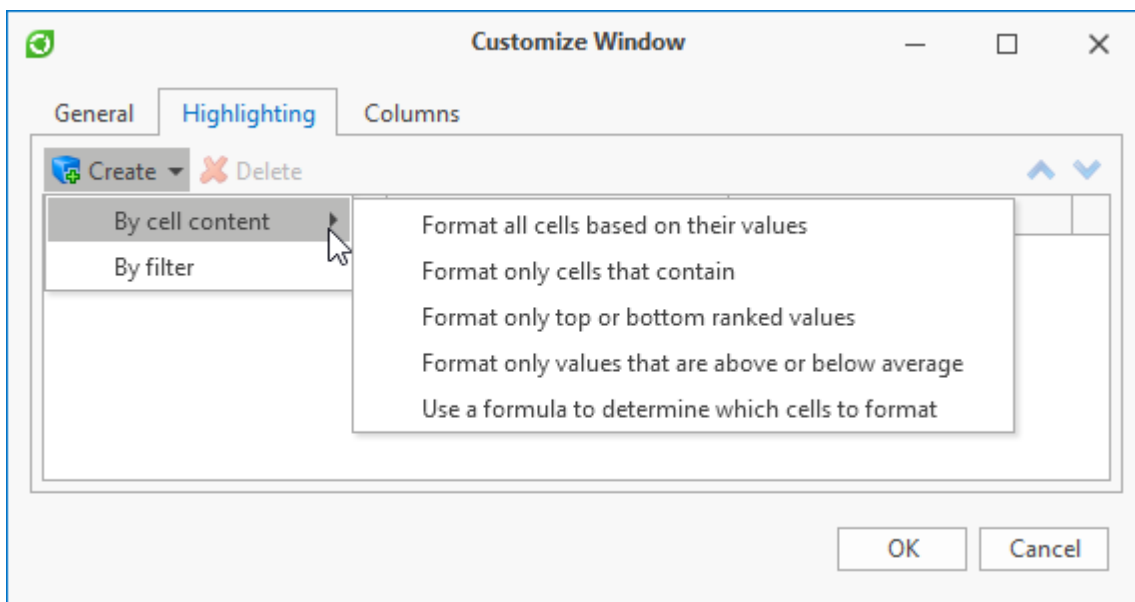 Customize Window
General Highlighting Columns
Create Delete
By cell content
By filter
Format all cells based on their values
Format only cells that contain
Format only top or bottom ranked values
Format only values that are above or below average
Use a formula to determine which cells to format
OK Cancel